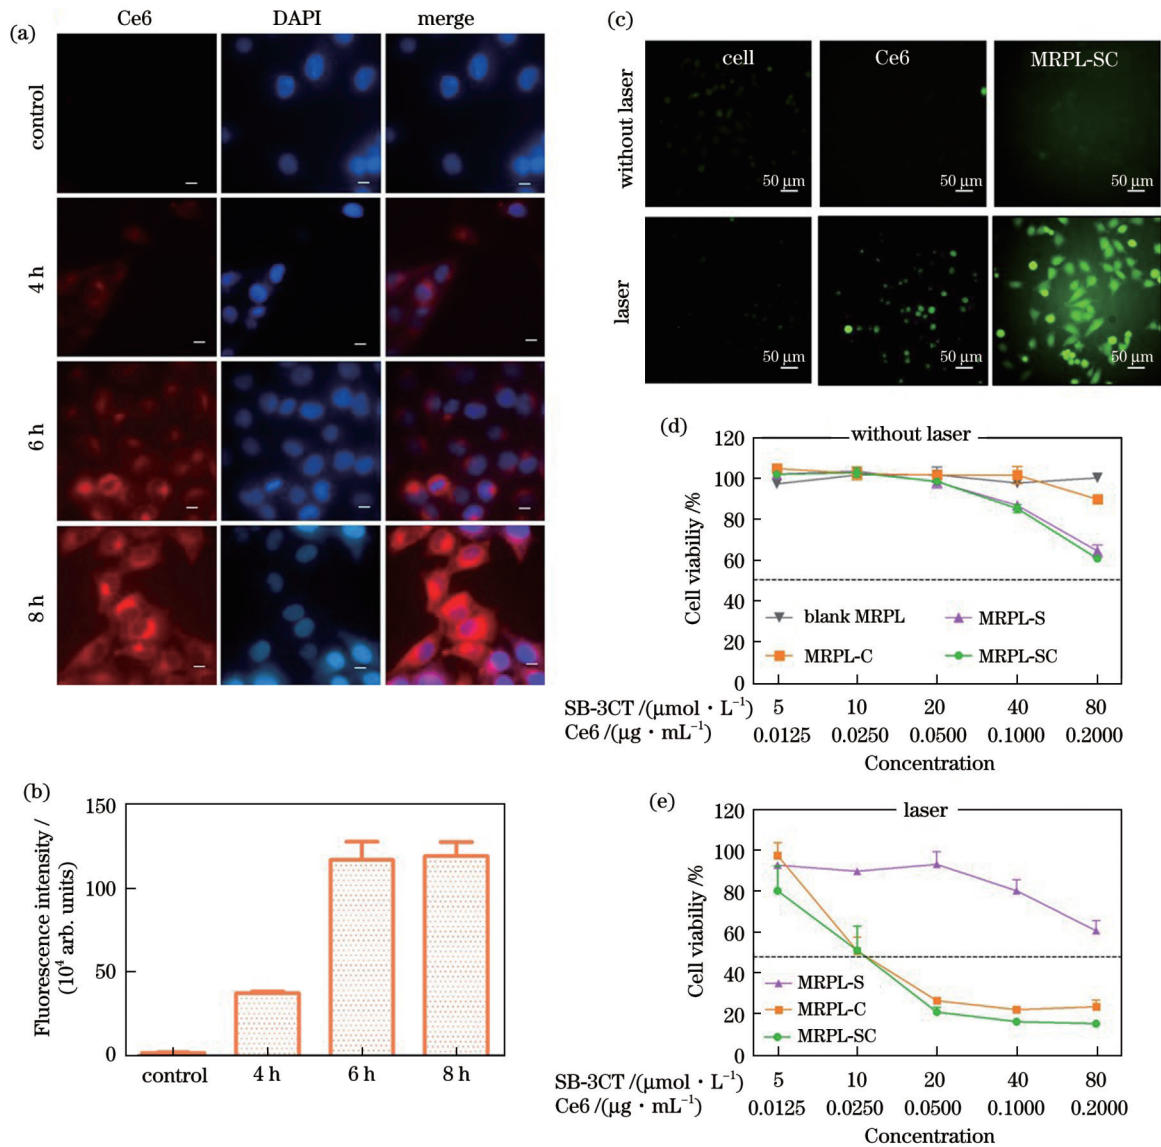 (a)
Ce6 DAPI merge
control
4 h
6 h
8 h
(b)
Fluorescence intensity /
(10⁴ arb. units)
150
100
50
0
control 4 h 6 h 8 h
(c)
cell Ce6 MRPL-SC
without laser
50 μm 50 μm 50 μm
laser
50 μm 50 μm 50 μm
(d)
without laser
Cell viabiliy /%
120
100
80
60
40
20
0
blank MRPL MRPL-S
MRPL-C MRPL-SC
SB-3CT /(μmol · L⁻¹) 5 10 20 40 80
Ce6 /(μg · mL⁻¹) 0.0125 0.0250 0.0500 0.1000 0.2000
Concentration
(e)
laser
Cell viabiliy /%
120
100
80
60
40
20
0
MRPL-S
MRPL-C
MRPL-SC
SB-3CT /(μmol · L⁻¹) 5 10 20 40 80
Ce6 /(μg · mL⁻¹) 0.0125 0.0250 0.0500 0.1000 0.2000
Concentration